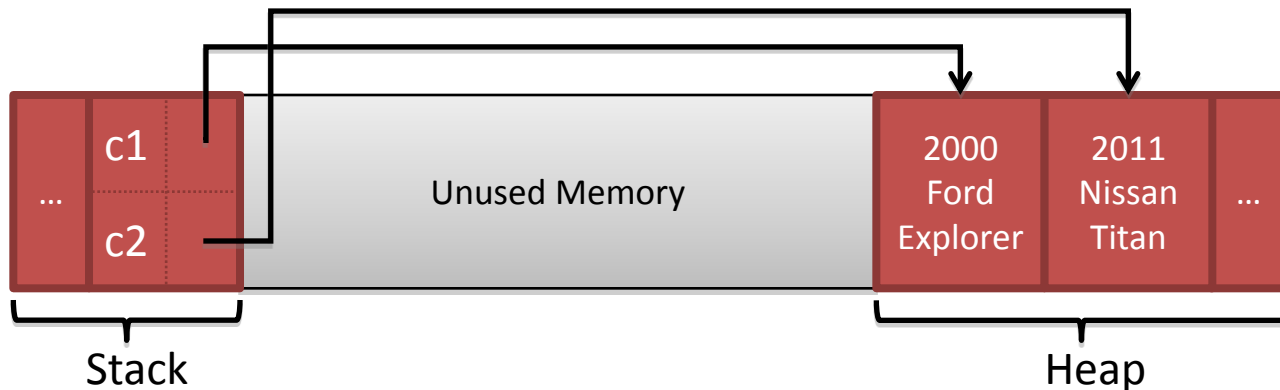 ...
c1
c2
Unused Memory
2000
Ford
Explorer
2011
Nissan
Titan
...
Stack
Heap